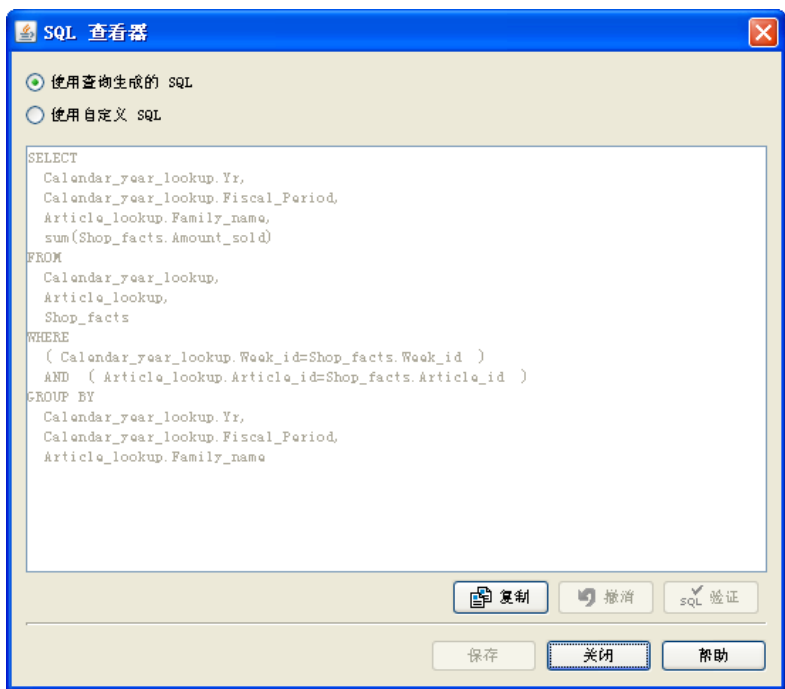 SQL 查看器
使用查询生成的 SQL
使用自定义 SQL
SELECT
Calendar_year_lookup.Yr,
Calendar_year_lookup.Fiscal_Period,
Article_lookup.Family_name,
sum(Shop_facts.Amount_sold)
FROM
Calendar_year_lookup,
Article_lookup,
Shop_facts
WHERE
( Calendar_year_lookup.Week_id=Shop_facts.Week_id )
AND ( Article_lookup.Article_id=Shop_facts.Article_id )
GROUP BY
Calendar_year_lookup.Yr,
Calendar_year_lookup.Fiscal_Period,
Article_lookup.Family_name
复制 撤消 SQL 验证
保存 关闭 帮助